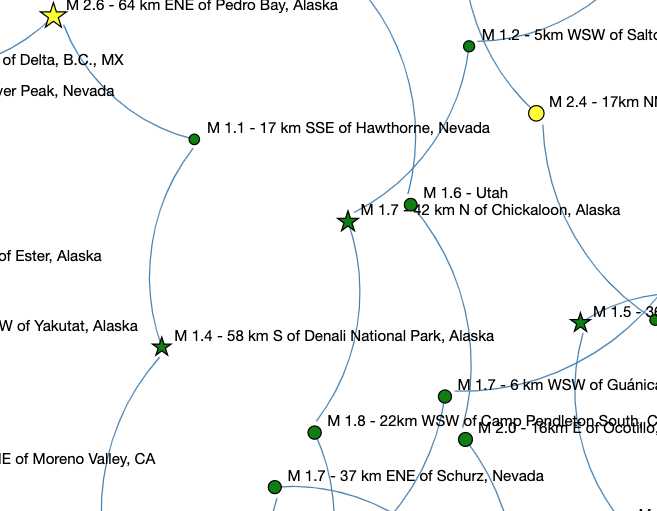 M 2.6 - 64 km ENE of Pedro Bay, Alaska
M 1.2 - 5km WSW of
of Delta, B.C., MX
Peak, Nevada
M 2.4 - 17km
M 1.1 - 17 km SSE of Hawthorne, Nevada
M 1.6 - Utah
M 1.7 - 42 km N of Chickaloon, Alaska
of Ester, Alaska
M 1.5 -
W of Yakutat, Alaska
M 1.4 - 58 km S of Denali National Park, Alaska
M 1.7 - 6 km WSW of Guánica
M 1.8 - 22km WSW of Camp Pendleton South, C
M 2.0 - 16km E of Ocotillo,
of Moreno Valley, CA
M 1.7 - 37 km ENE of Schurz, Nevada